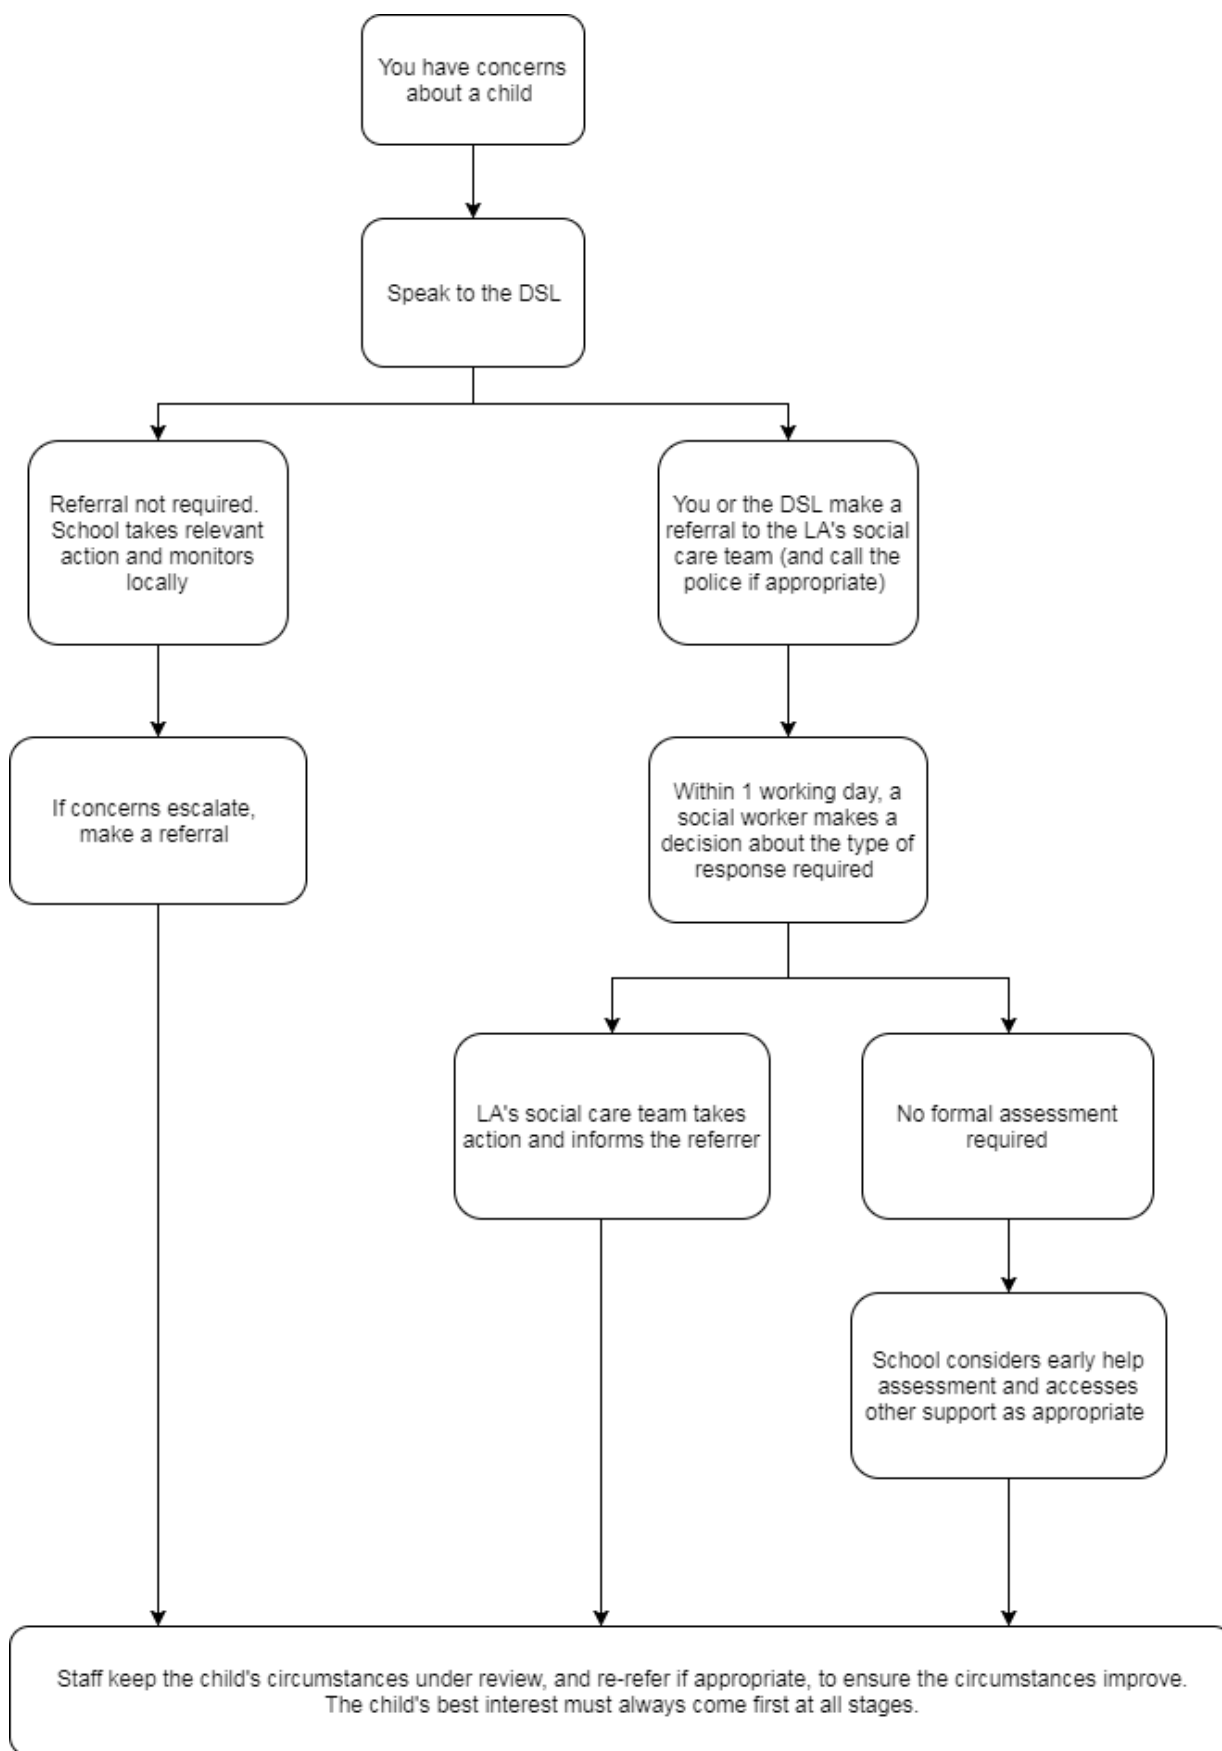 You have concerns
about a child
Speak to the DSL
Referral not required.
School takes relevant
action and monitors
locally
You or the DSL make a
referral to the LA's social
care team (and call the
police if appropriate)
If concerns escalate,
make a referral
Within 1 working day, a
social worker makes a
decision about the type of
response required
LA's social care team takes
action and informs the referrer
No formal assessment
required
School considers early help
assessment and accesses
other support as appropriate
Staff keep the child's circumstances under review, and re-refer if appropriate, to ensure the circumstances improve.
The child's best interest must always come first at all stages.